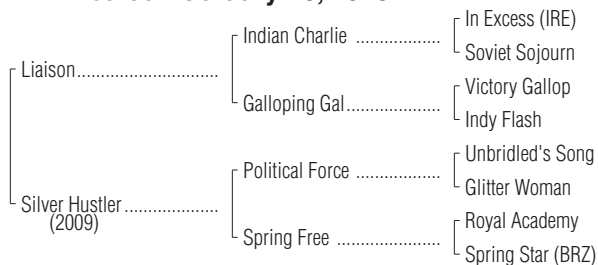 Indian Charlie
In Excess (IRE)
Soviet Sojourn
Liaison
Galloping Gal
Victory Gallop
Indy Flash
Silver Hustler
(2009)
Political Force
Unbridled's Song
Glitter Woman
Spring Free
Royal Academy
Spring Star (BRZ)